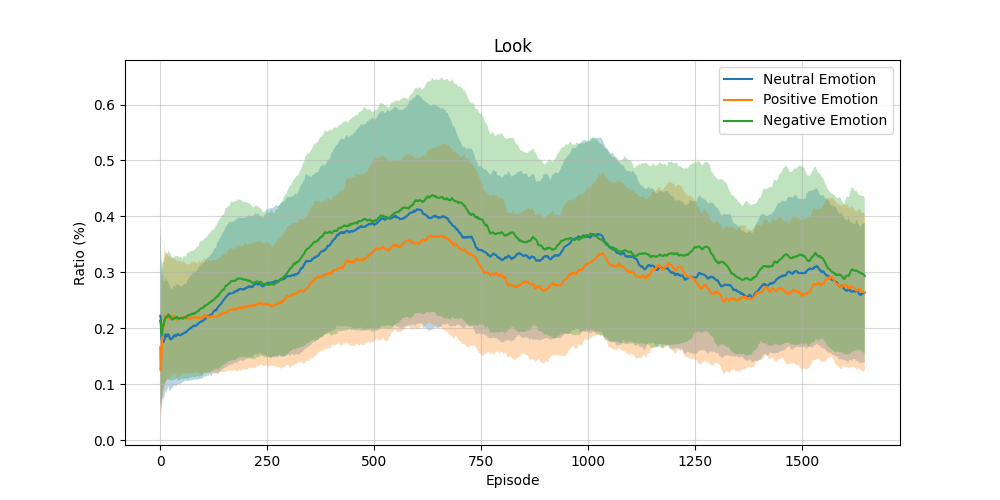 Look
Neutral Emotion
Positive Emotion
Negative Emotion
Ratio (%)
0.6
0.5
0.4
0.3
0.2
0.1
0.0
0 250 500 750 1000 1250 1500
Episode